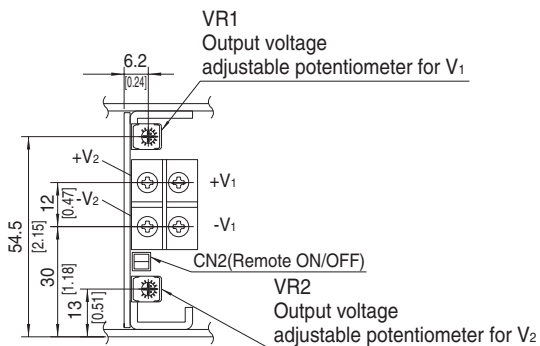 VR1
Output voltage
adjustable potentiometer for V1
6.2
[0.24]
+V2
+V1
-V2
-V1
12
[0.47]
54.5
[2.15]
30
[1.18]
13
[0.51]
CN2(Remote ON/OFF)
VR2
Output voltage
adjustable potentiometer for V2